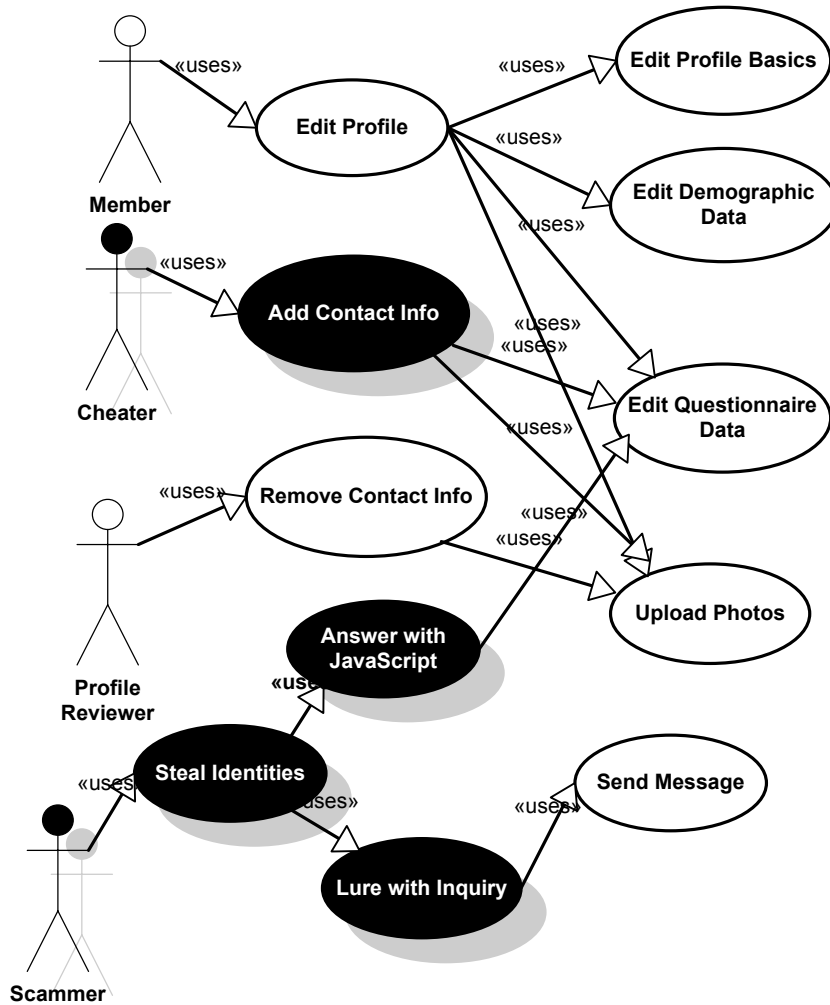 «uses»
«uses»
Edit Profile Basics
Edit Profile
«uses»
Edit Demographic
Data
Member
«uses»
«uses»
Add Contact Info
«uses»
«uses»
Edit Questionnaire
Data
Cheater
«uses»
«uses»
Remove Contact Info
«uses»
«uses»
Answer with
JavaScript
Upload Photos
Profile
Reviewer
«use
Steal Identities
«uses»
«uses»
Send Message
«uses»
Lure with Inquiry
Scammer